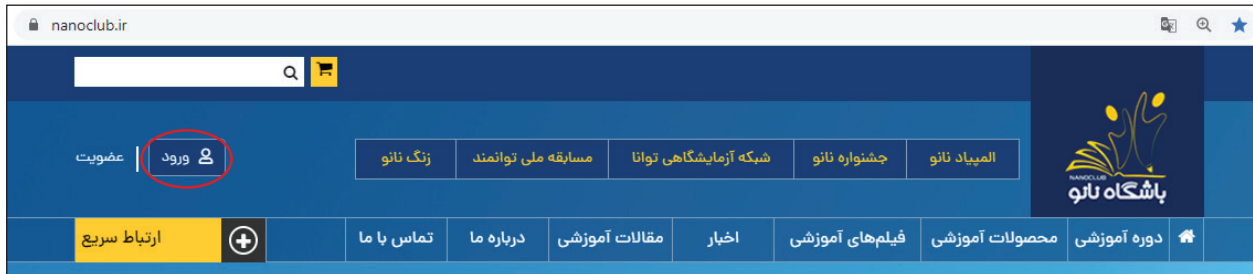 nanoclub.ir
المپیاد نانو
جشنواره نانو
شبکه آزمایشگاهی توانا
مسابقه ملی توانمند
زنگ نانو
ورود
عضویت
NANOCLUB
باشگاه نانو
دوره آموزشی
محصولات آموزشی
فیلم‌های آموزشی
اخبار
مقالات آموزشی
درباره ما
تماس با ما
ارتباط سریع